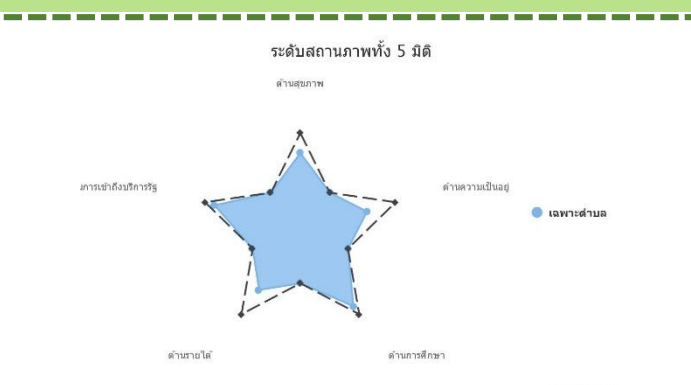 ระดับสถานภาพทั้ง 5 มิติ
ด้านสุขภาพ
การเข้าถึงบริการรัฐ
ด้านความเป็นอยู่
เฉพาะตำบล
ด้านรายได้
ด้านการศึกษา